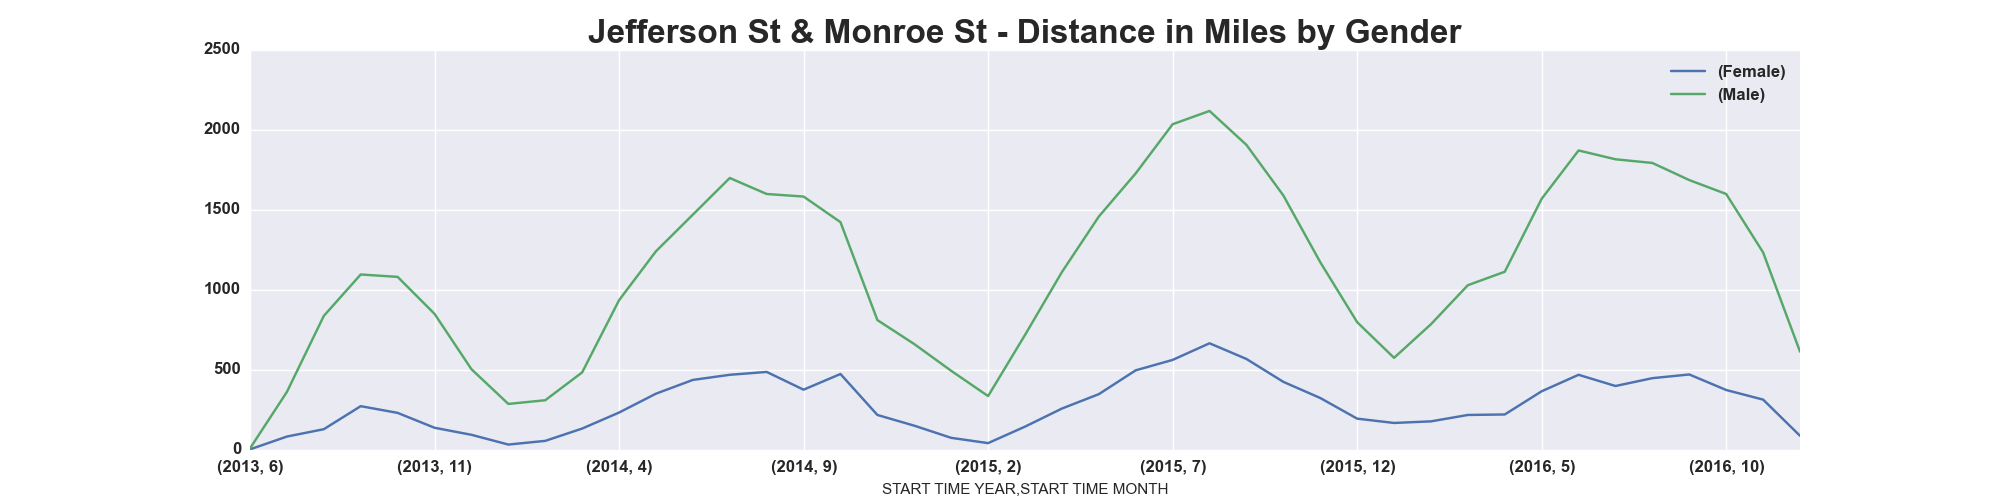 Jefferson St & Monroe St - Distance in Miles by Gender
2500
2000
1500
1000
500
0
(Female)
(Male)
(2013, 6) (2013, 11) (2014, 4) (2014, 9) (2015, 2) (2015, 7) (2015, 12) (2016, 5) (2016, 10)
START TIME YEAR,START TIME MONTH